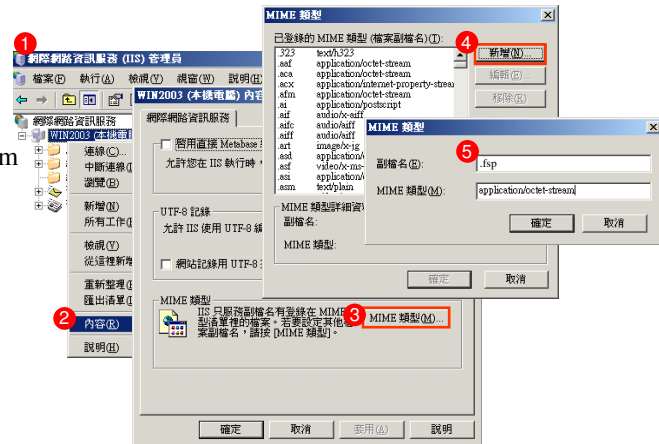 1
網際網路資訊服務 (IIS) 管理員
檔案(F) 執行(A) 檢視(V) 視窗(W) 說明(H)
網際網路資訊服務
WIN2003 (本機電腦)
m
連線(C)...
中斷連線(
瀏覽(B)
新增(N)
所有工作(
檢視(V)
從這裡新增
重新整理(
匯出清單(
2
內容(R)
說明(H)
WIN2003 (本機電腦) 內容
網際網路資訊服務
啟用直接 Metabase
允許您在 IIS 執行時,
UTF-8 記錄
允許 IIS 使用 UTF-8 編
網站記錄用 UTF-8
MIME 類型
IIS 只服務副檔名有登錄在 MIME
型清單裡的檔案。若要設定其他檔
案副檔名，請按 [MIME 類型]。
3
MIME 類型(M)...
確定 取消 套用(A) 說明
MIME 類型
已登錄的 MIME 類型 (檔案副檔名)(T):
.323 text/h323
.aaf application/octet-stream
.aca application/octet-stream
.acx application/internet-property-strea
.afm application/octet-stream
.ai application/postscript
.aif audio/x-aiff
.aifc audio/aiff
.aiff audio/aiff
.art image/x-jg
.asd application/
.asf video/x-ms-
.asi application/
.asm text/plain
4
新增(N)...
編輯(E)...
移除(R)
MIME 類型詳細資
副檔名:
MIME 類型:
確定 取消
MIME 類型
5
副檔名(E): .fsp
MIME 類型(M): application/octet-stream
確定 取消